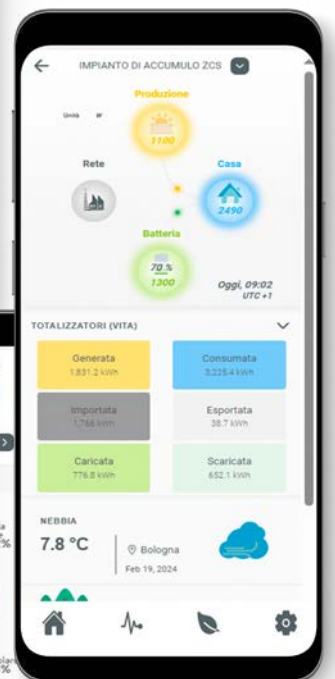 IMPIANTO DI ACCUMULO ZCS
Produzione
Unità W
1100
Rete
Casa
2490
Batteria
70 %
1300
Oggi, 09:02
UTC +1
TOTALIZZATORI (VITA)
Generata
1,831.2 kWh
Consumata
3,225.4 kWh
Importata
1,766 kWh
Esportata
38.7 kWh
Caricata
776.8 kWh
Scaricata
652.1 kWh
NEBBIA
7.8 °C
Bologna
Feb 19, 2024